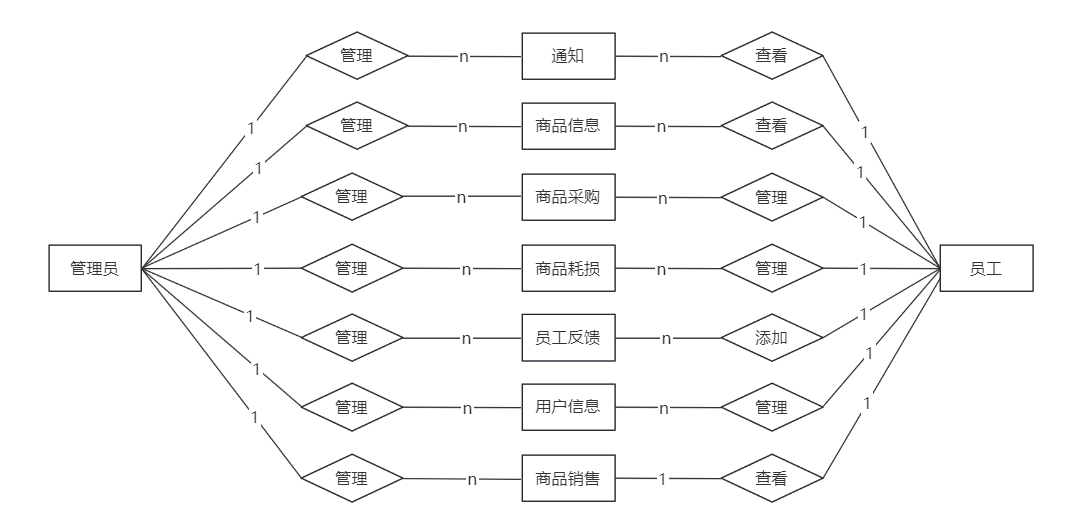 管理 n 通知 n 查看
1 1
管理 n 商品信息 n 查看
1 1
管理 n 商品采购 n 管理
1 1
管理员 1 管理 n 商品耗损 n 管理 1 员工
1 1
管理 n 员工反馈 n 添加
1 1
管理 n 用户信息 n 管理
1 1
管理 n 商品销售 1 查看